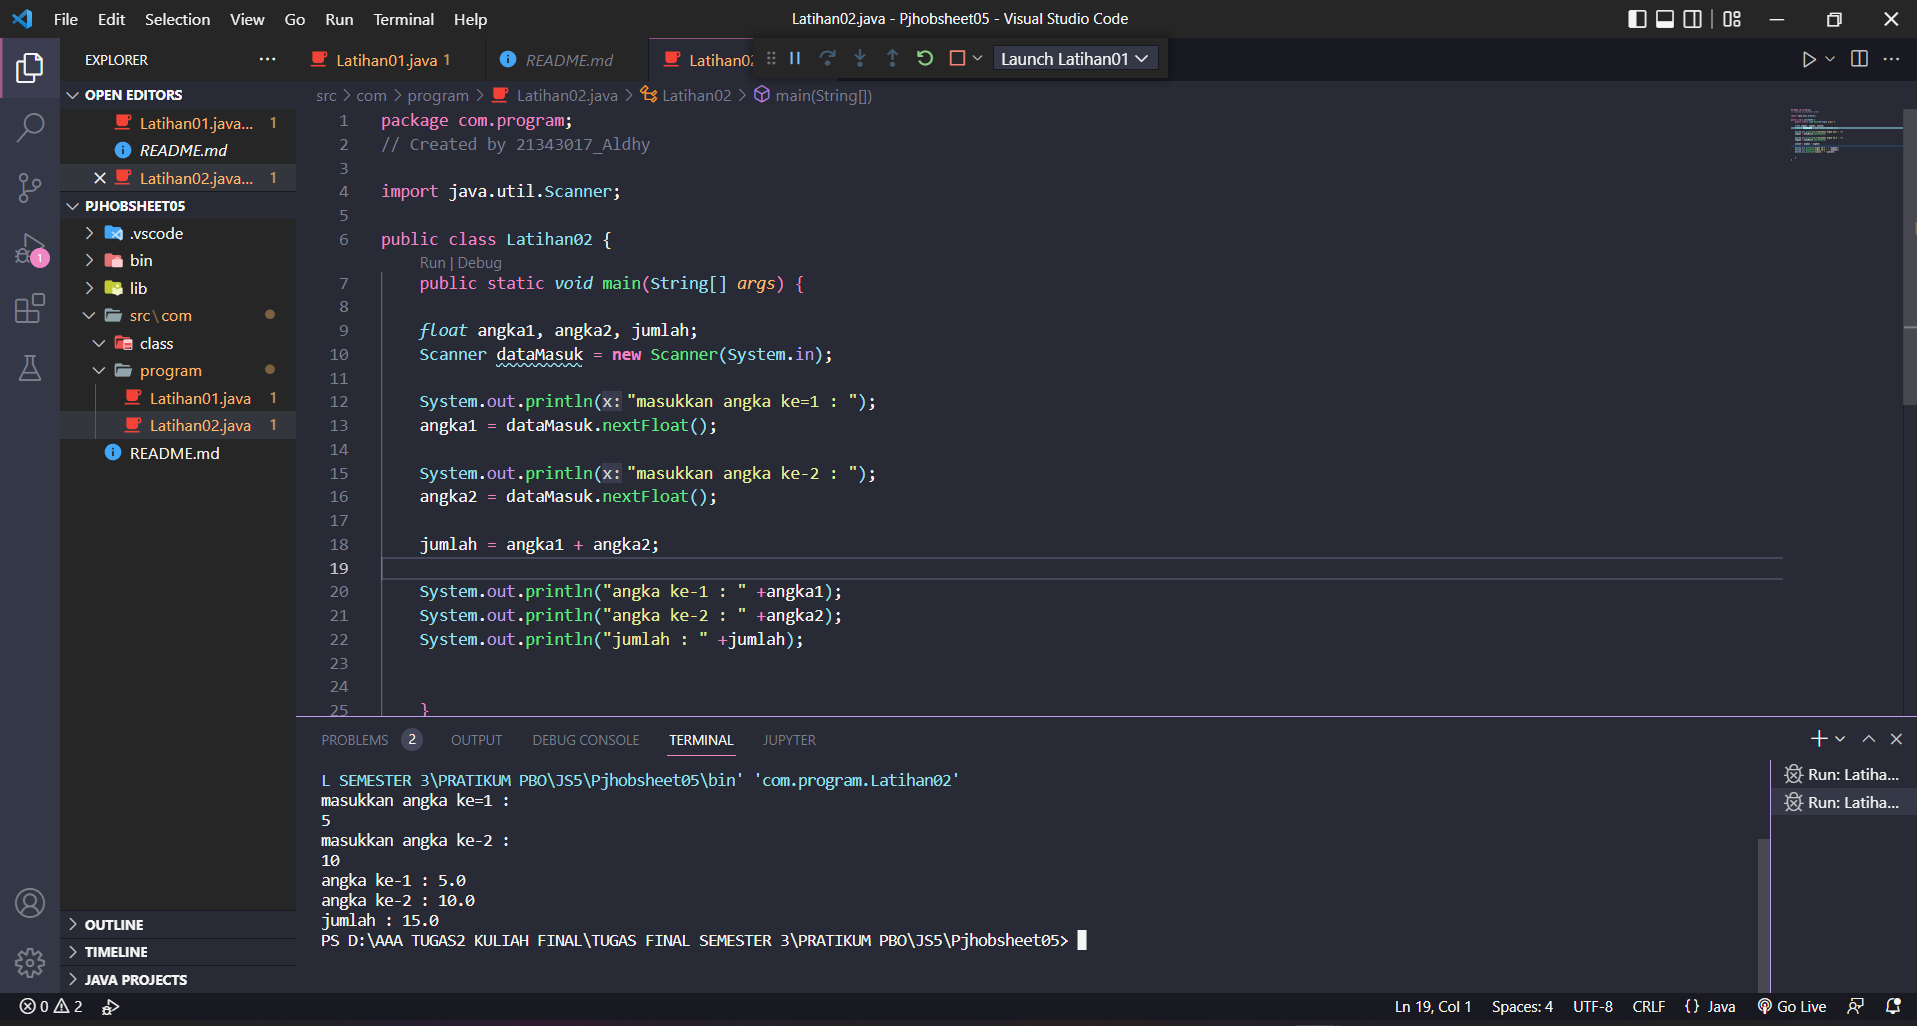 File Edit Selection View Go Run Terminal Help
Latihan02.java - Pjhobsheet05 - Visual Studio Code
EXPLORER
Latihan01.java 1
README.md
Latihan02
Launch Latihan01
OPEN EDITORS
Latihan01.java... 1
README.md
Latihan02.java... 1
PJHOBSHEET05
.vscode
bin
lib
src\com
class
program
Latihan01.java 1
Latihan02.java 1
README.md
OUTLINE
TIMELINE
JAVA PROJECTS
1
src > com > program > Latihan02.java > Latihan02 > main(String[])
1 package com.program;
2 // Created by 21343017_Aldhy
3
4 import java.util.Scanner;
5
6 public class Latihan02 {
Run | Debug
7 public static void main(String[] args) {
8
9 float angka1, angka2, jumlah;
10 Scanner dataMasuk = new Scanner(System.in);
11
12 System.out.println(x: "masukkan angka ke=1 : ");
13 angka1 = dataMasuk.nextFloat();
14
15 System.out.println(x: "masukkan angka ke-2 : ");
16 angka2 = dataMasuk.nextFloat();
17
18 jumlah = angka1 + angka2;
19
20 System.out.println("angka ke-1 : " +angka1);
21 System.out.println("angka ke-2 : " +angka2);
22 System.out.println("jumlah : " +jumlah);
23
24
25 }
PROBLEMS 2 OUTPUT DEBUG CONSOLE TERMINAL JUPYTER
L SEMESTER 3\PRATIKUM PBO\JS5\Pjhobsheet05\bin' 'com.program.Latihan02'
masukkan angka ke=1 :
5
masukkan angka ke-2 :
10
angka ke-1 : 5.0
angka ke-2 : 10.0
jumlah : 15.0
PS D:\AAA TUGAS2 KULIAH FINAL\TUGAS FINAL SEMESTER 3\PRATIKUM PBO\JS5\Pjhobsheet05>
Run: Latiha...
Run: Latiha...
0 2
Ln 19, Col 1 Spaces: 4 UTF-8 CRLF {} Java Go Live